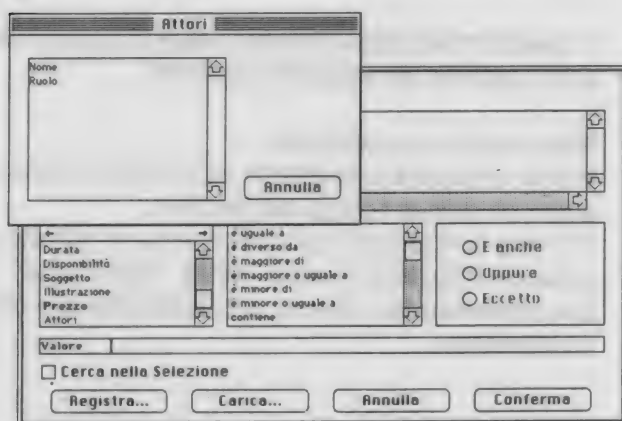 Attori
Nome
Ruolo
Annulla
Durata
Disponibilità
Soggetto
Illustrazione
Prezzo
Attori
è uguale a
è diverso da
è maggiore di
è maggiore o uguale a
è minore di
è minore o uguale a
contiene
E anche
Oppure
Eccetto
Valore
Cerca nella Selezione
Registra...
Carica...
Annulla
Conferma